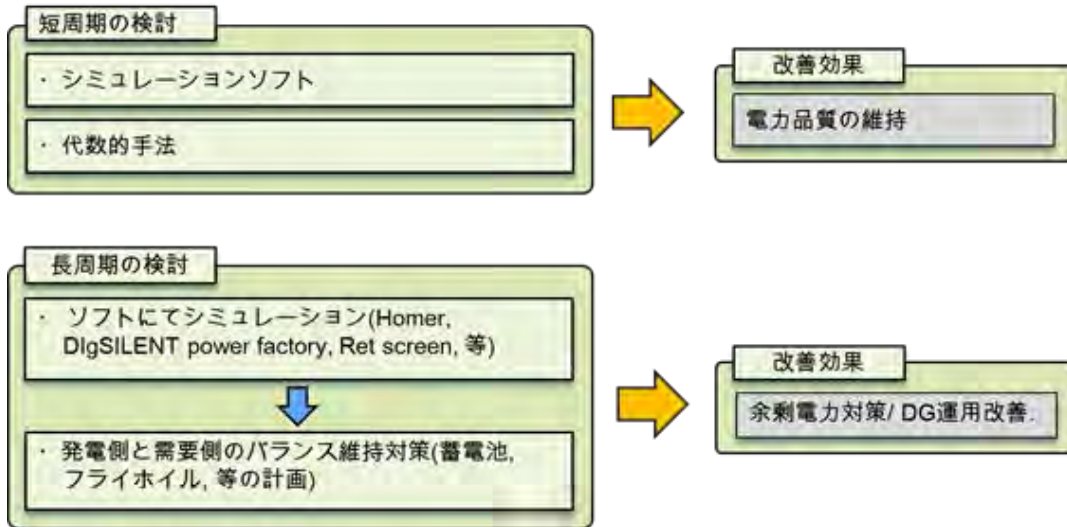 短周期の検討
・ シミュレーションソフト
・ 代数的手法
改善効果
電力品質の維持
長周期の検討
・ ソフトにてシミュレーション(Homer,
DIgSILENT power factory, Ret screen, 等)
・ 発電側と需要側のバランス維持対策(蓄電池,
フライホイル, 等の計画)
改善効果
余剰電力対策/ DG運用改善.